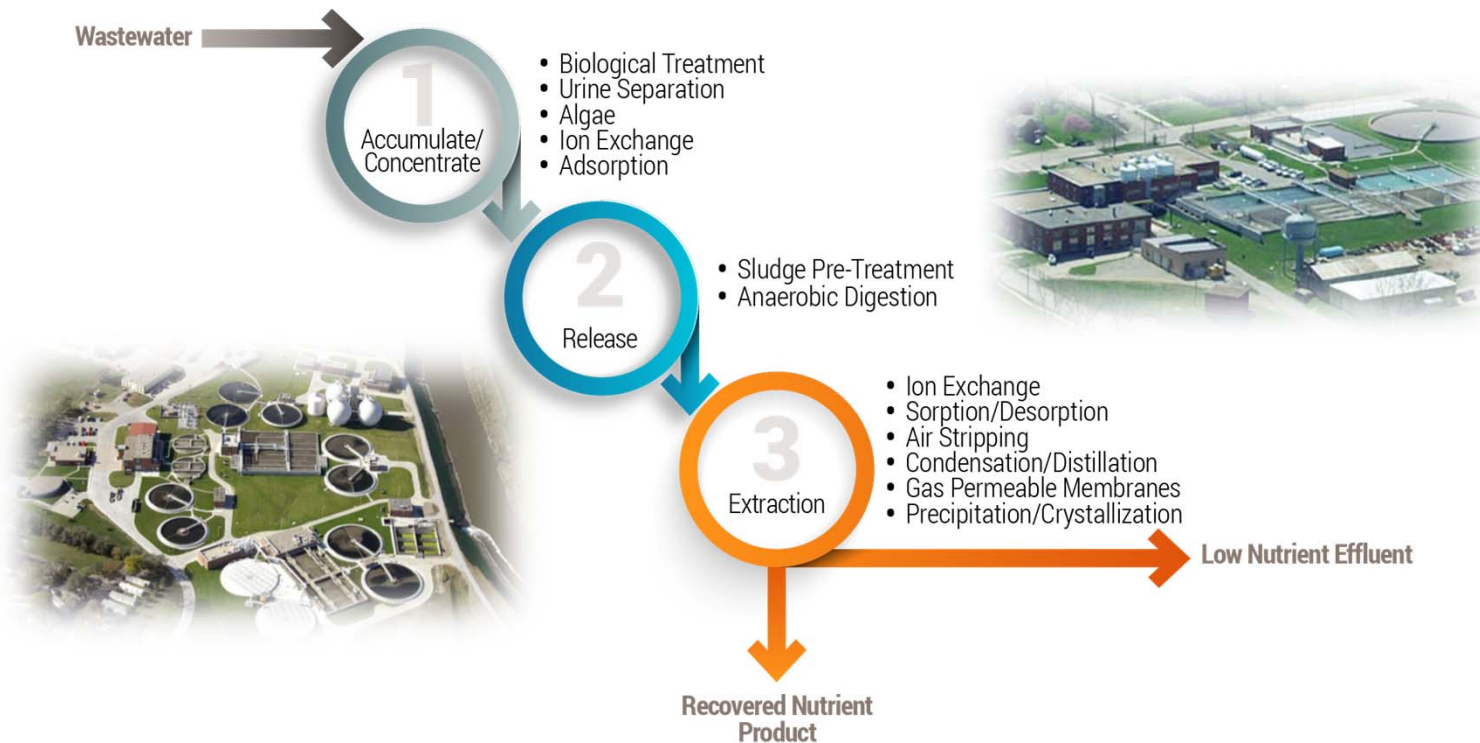 Wastewater
1
Accumulate/
Concentrate
• Biological Treatment
• Urine Separation
• Algae
• Ion Exchange
• Adsorption
2
Release
• Sludge Pre-Treatment
• Anaerobic Digestion
3
Extraction
• Ion Exchange
• Sorption/Desorption
• Air Stripping
• Condensation/Distillation
• Gas Permeable Membranes
• Precipitation/Crystallization
Low Nutrient Effluent
Recovered Nutrient
Product